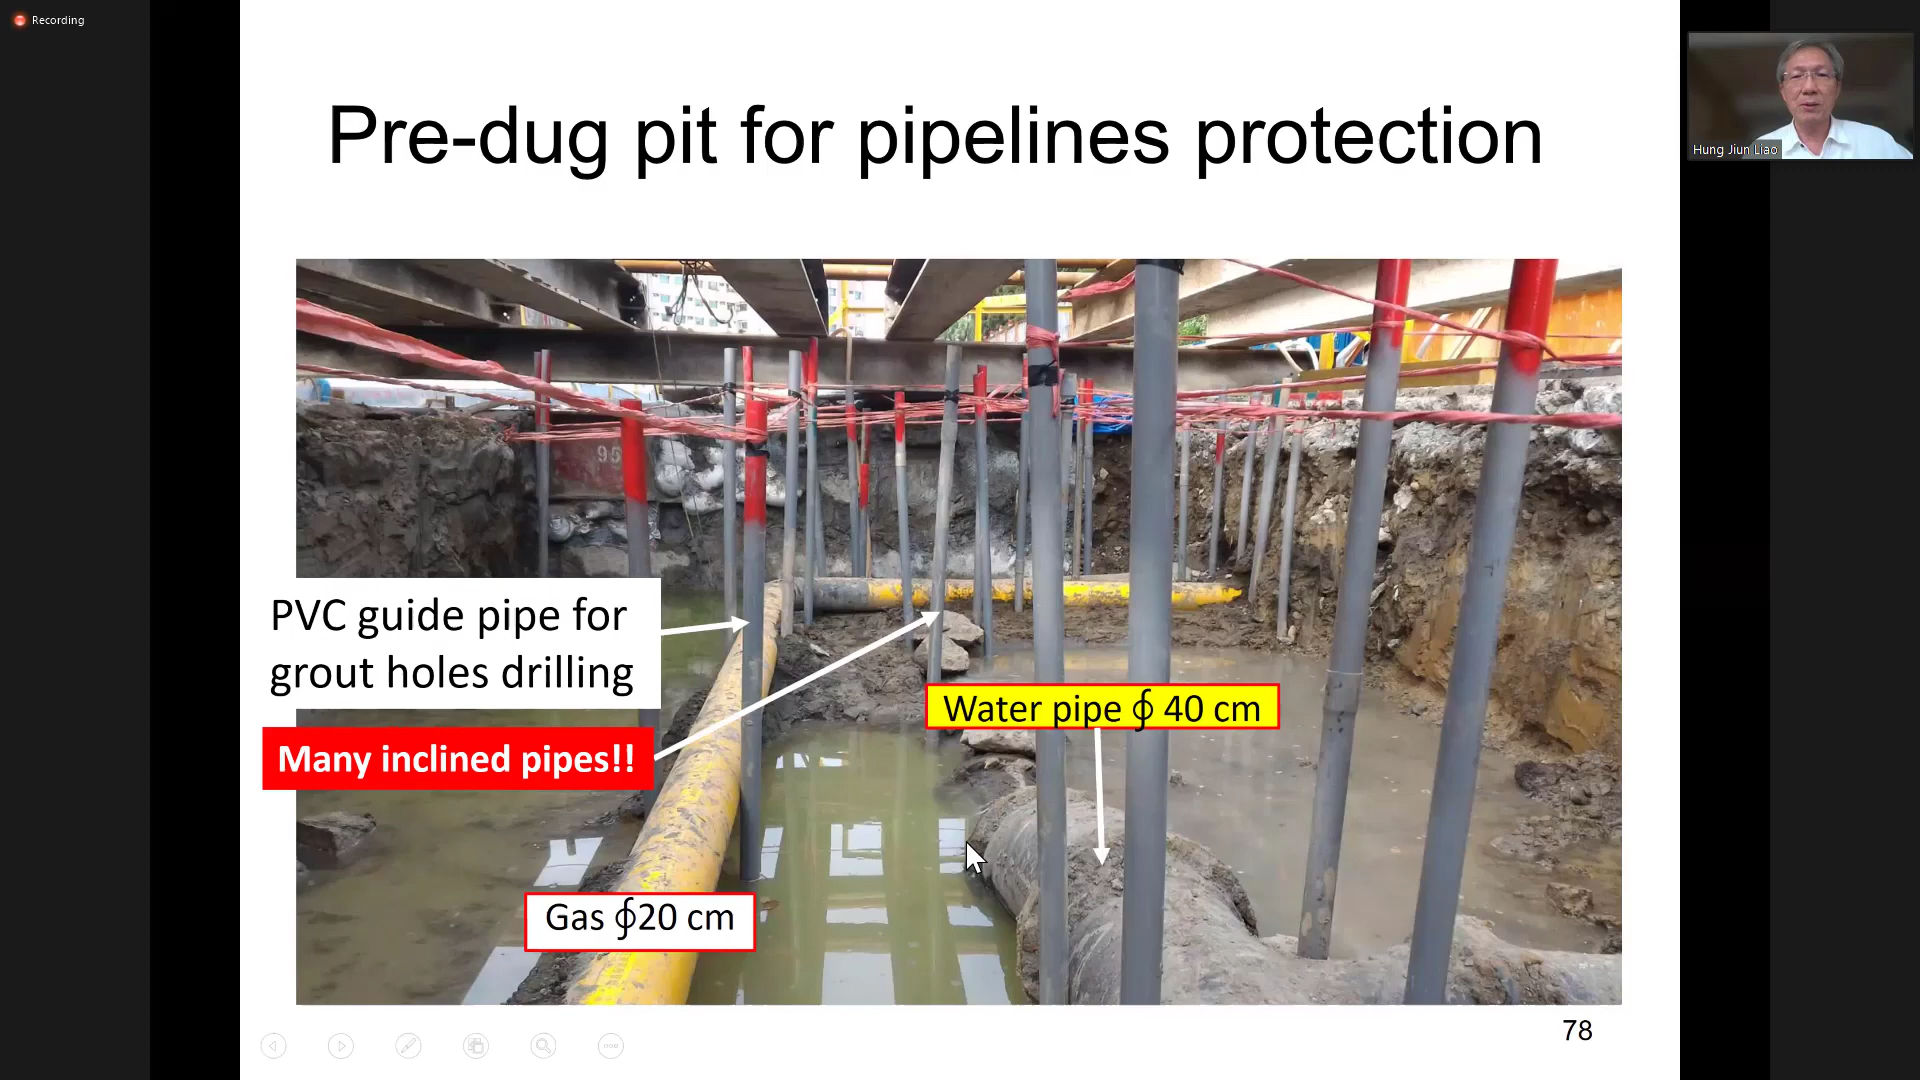 Recording
Pre-dug pit for pipelines protection
Hung Jiun Liao
95
PVC guide pipe for
grout holes drilling
Many inclined pipes!!
Water pipe ∮ 40 cm
Gas ∮20 cm
78